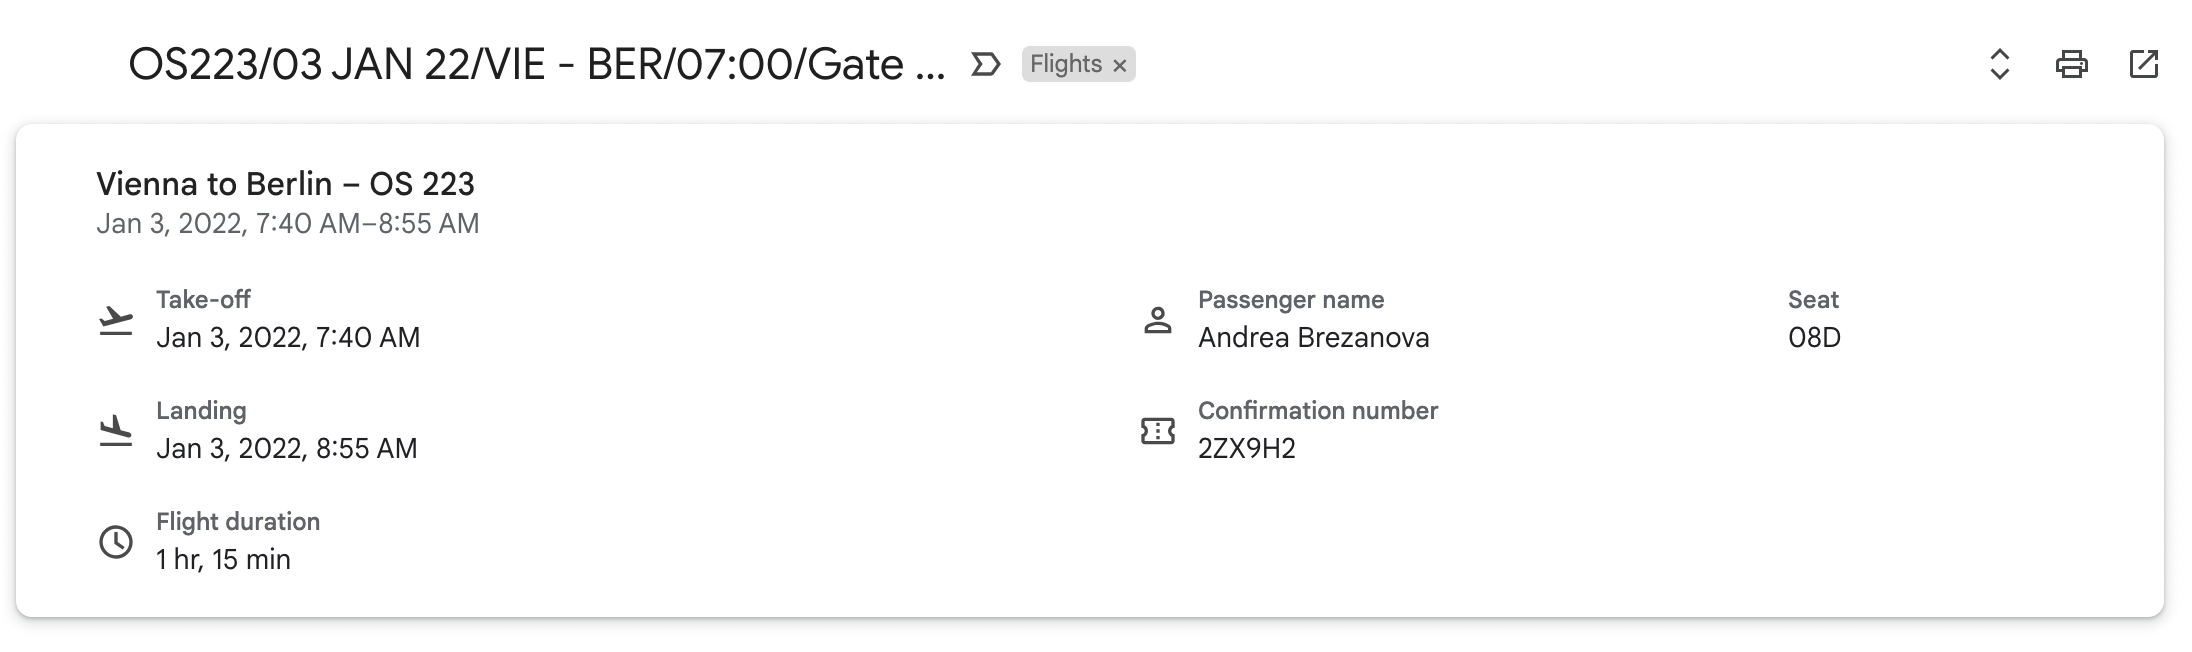 OS223/03 JAN 22/VIE - BER/07:00/Gate ... Flights ×
Vienna to Berlin – OS 223
Jan 3, 2022, 7:40 AM–8:55 AM
Take-off
Jan 3, 2022, 7:40 AM
Landing
Jan 3, 2022, 8:55 AM
Flight duration
1 hr, 15 min
Passenger name
Andrea Brezanova
Seat
08D
Confirmation number
2ZX9H2